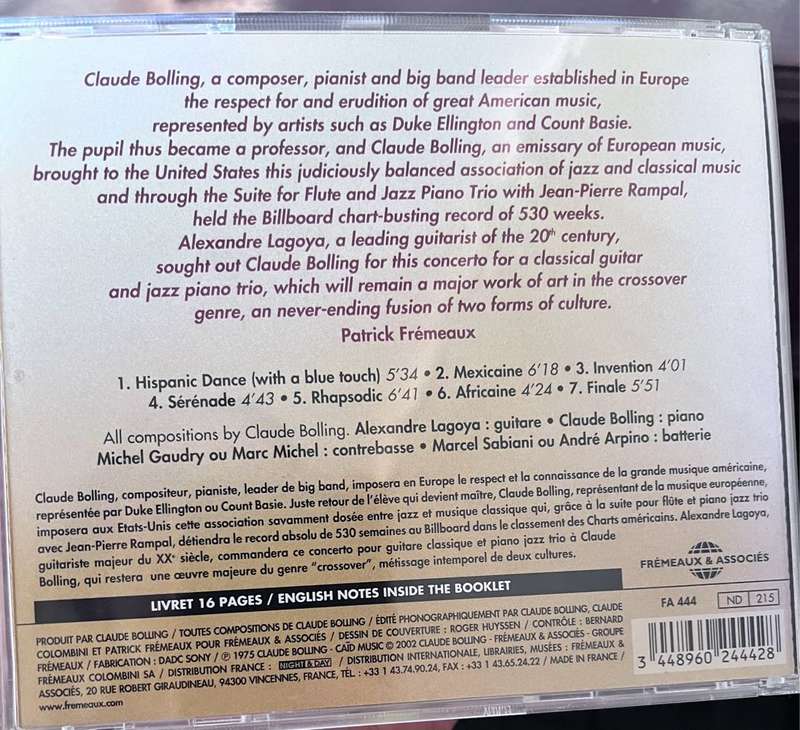 Claude Bolling, a composer, pianist and big band leader established in Europe
the respect for and erudition of great American music,
represented by artists such as Duke Ellington and Count Basie.
The pupil thus became a professor, and Claude Bolling, an emissary of European music,
brought to the United States this judiciously balanced association of jazz and classical music
and through the Suite for Flute and Jazz Piano Trio with Jean-Pierre Rampal,
held the Billboard chart-busting record of 530 weeks.
Alexandre Lagoya, a leading guitarist of the 20th century,
sought out Claude Bolling for this concerto for a classical guitar
and jazz piano trio, which will remain a major work of art in the crossover
genre, an never-ending fusion of two forms of culture.
Patrick Frémeaux
1. Hispanic Dance (with a blue touch) 5'34 • 2. Mexicaine 6'18 • 3. Invention 4'01
4. Sérénade 4'43 • 5. Rhapsodic 6'41 • 6. Africaine 4'24 • 7. Finale 5'51
All compositions by Claude Bolling. Alexandre Lagoya : guitare • Claude Bolling : piano
Michel Gaudry ou Marc Michel : contrebasse • Marcel Sabiani ou André Arpino : batterie
Claude Bolling, compositeur, pianiste, leader de big band, imposera en Europe le respect et la connaissance de la grande musique américaine,
représentée par Duke Ellington ou Count Basie. Juste retour de l'élève qui devient maître, Claude Bolling, représentant de la musique européenne,
imposera aux Etats-Unis cette association savamment dosée entre jazz et musique classique qui, grâce à la suite pour flûte et piano jazz trio
avec Jean-Pierre Rampal, détiendra le record absolu de 530 semaines au Billboard dans le classement des Charts américains. Alexandre Lagoya,
guitariste majeur du XXe siècle, commandera ce concerto pour guitare classique et piano jazz trio à Claude
Bolling, qui restera une œuvre majeure du genre "crossover", métissage intemporel de deux cultures.
FRÉMEAUX & ASSOCIÉS
LIVRET 16 PAGES / ENGLISH NOTES INSIDE THE BOOKLET
FA 444 ND 215
PRODUIT PAR CLAUDE BOLLING / TOUTES COMPOSITIONS DE CLAUDE BOLLING / ÉDITÉ PHONOGRAPHIQUEMENT PAR CLAUDE BOLLING, CLAUDE
COLOMBINI ET PATRICK FRÉMEAUX POUR FRÉMEAUX & ASSOCIÉS / DESSIN DE COUVERTURE : ROGER HUYSSEN / CONTRÔLE : BERNARD
FRÉMEAUX / FABRICATION : DADC SONY / ℗ 1975 CLAUDE BOLLING - CAÏD MUSIC © 2002 CLAUDE BOLLING - FRÉMEAUX & ASSOCIÉS - GROUPE
FRÉMEAUX COLOMBINI SA / DISTRIBUTION FRANCE : NIGHT & DAY / DISTRIBUTION INTERNATIONALE, LIBRAIRIES, MUSÉES : FRÉMEAUX &
ASSOCIÉS, 20 RUE ROBERT GIRAUDINEAU, 94300 VINCENNES, FRANCE, TÉL. : +33 1 43.74.90.24, FAX : +33 1 43.65.24.22 / MADE IN FRANCE /
www.fremeaux.com
3 448960 244428